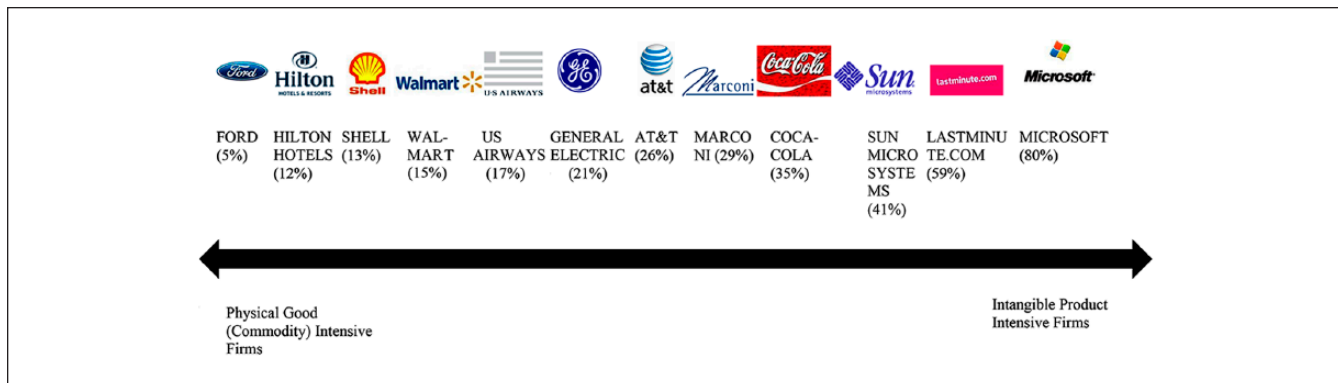 Ford
Hilton
HOTELS & RESORTS
Shell
Walmart
U·S AIRWAYS
GE
at&t
Marconi
Coca-Cola
Sun
microsystems
lastminute.com
Microsoft
FORD
(5%)
HILTON
HOTELS
(12%)
SHELL
(13%)
WAL-
MART
(15%)
US
AIRWAYS
(17%)
GENERAL
ELECTRIC
(21%)
AT&T
(26%)
MARCO
NI (29%)
COCA-
COLA
(35%)
SUN
MICRO
SYSTE
MS
(41%)
LASTMINU
TE.COM
(59%)
MICROSOFT
(80%)
Physical Good
(Commodity) Intensive
Firms
Intangible Product
Intensive Firms